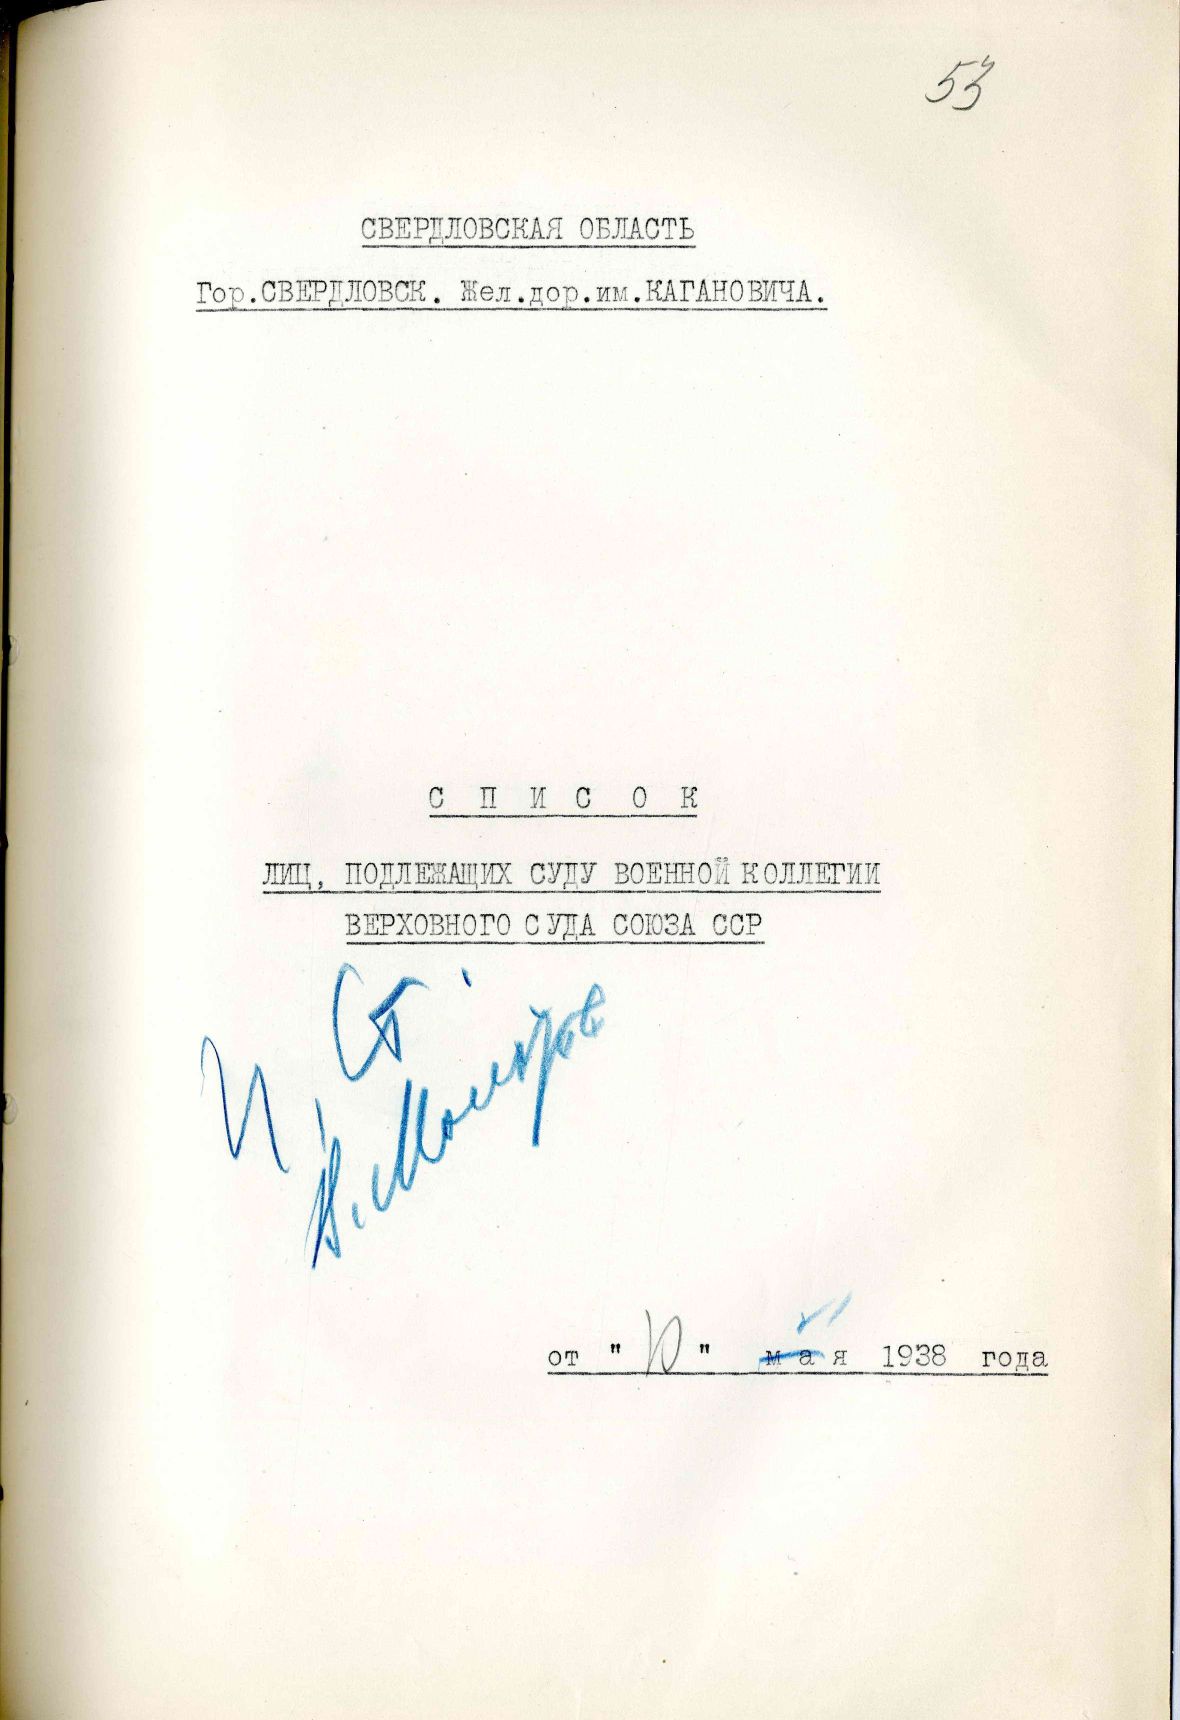 53
СВЕРДЛОВСКАЯ ОБЛАСТЬ
Гор.СВЕРДЛОВСК. Жел.дор.им.КАГАНОВИЧА.
С П И С О К
ЛИЦ, ПОДЛЕЖАЩИХ СУДУ ВОЕННОЙ КОЛЛЕГИИ
ВЕРХОВНОГО СУДА СОЮЗА ССР
И Ст
В. Молотов
от "10" мая 1938 года